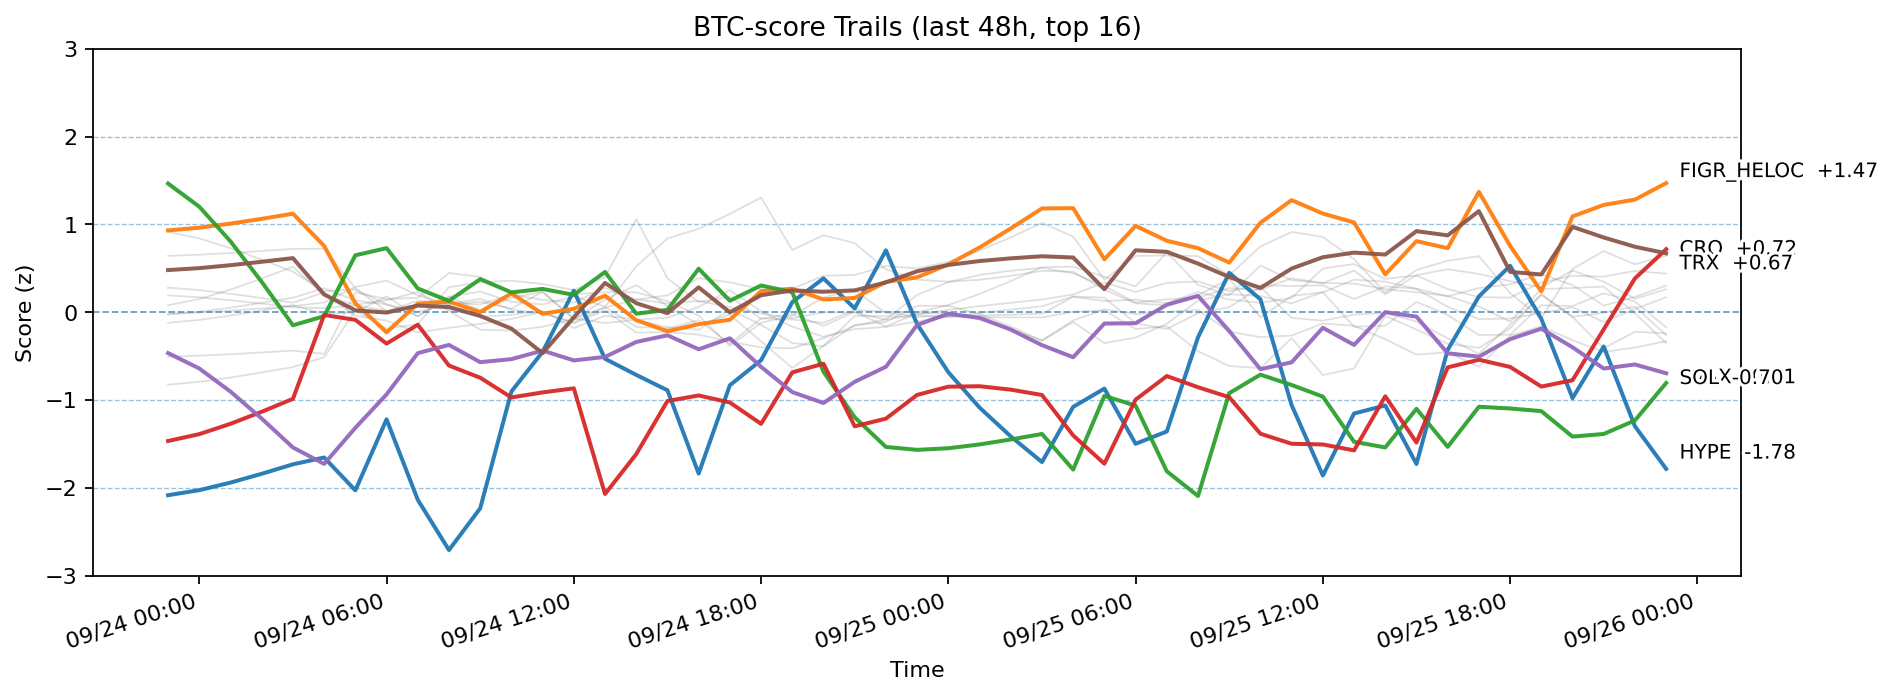 BTC-score Trails (last 48h, top 16)
Score (z)
3
2
1
0
−1
−2
−3
FIGR_HELOC +1.47
CRO +0.72
TRX +0.67
HYPE -1.78
09/24 00:00
09/24 06:00
09/24 12:00
09/24 18:00
09/25 00:00
09/25 06:00
09/25 12:00
09/25 18:00
09/26 00:00
Time